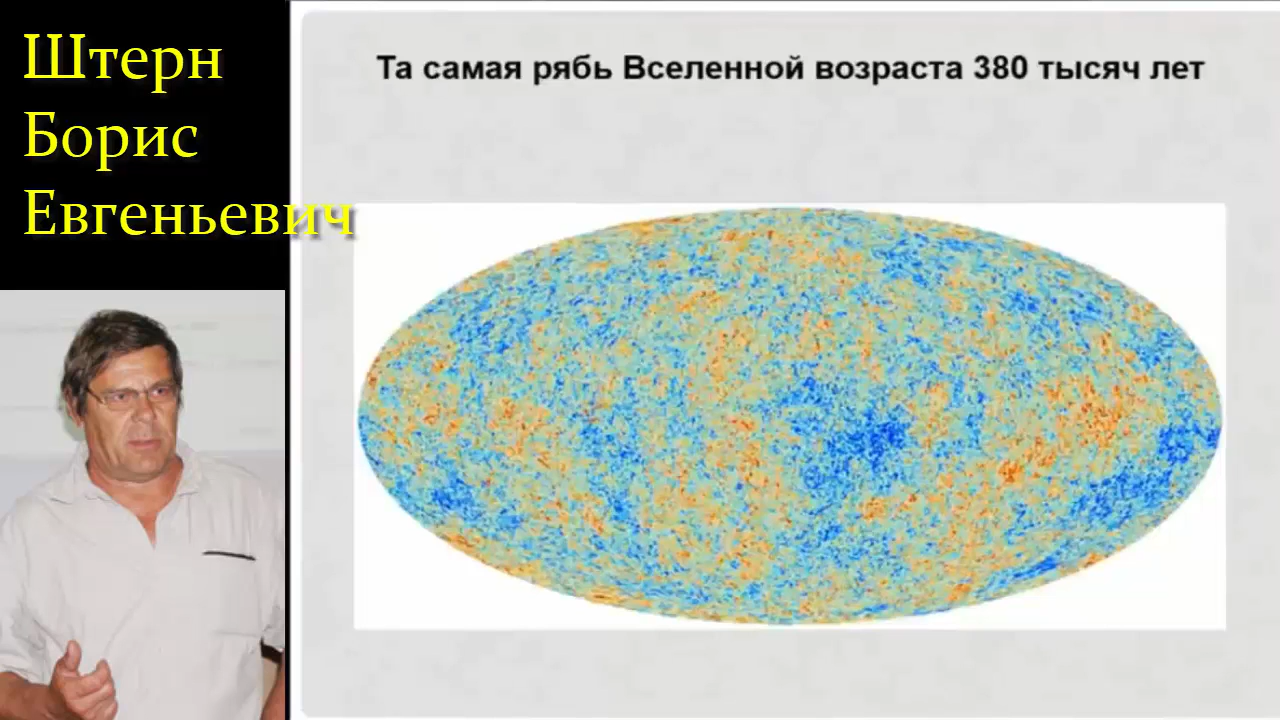 Штерн
Борис
Евгеньевич
Та самая рябь Вселенной возраста 380 тысяч лет